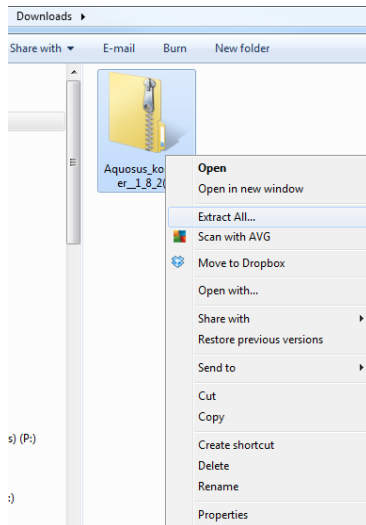 Downloads
Share with E-mail Burn New folder
Aquosus_ko
er__1_8_2(
Open
Open in new window
Extract All...
Scan with AVG
Move to Dropbox
Open with...
Share with
Restore previous versions
Send to
Cut
Copy
s) (P:)
Create shortcut
Delete
Rename
:)
Properties